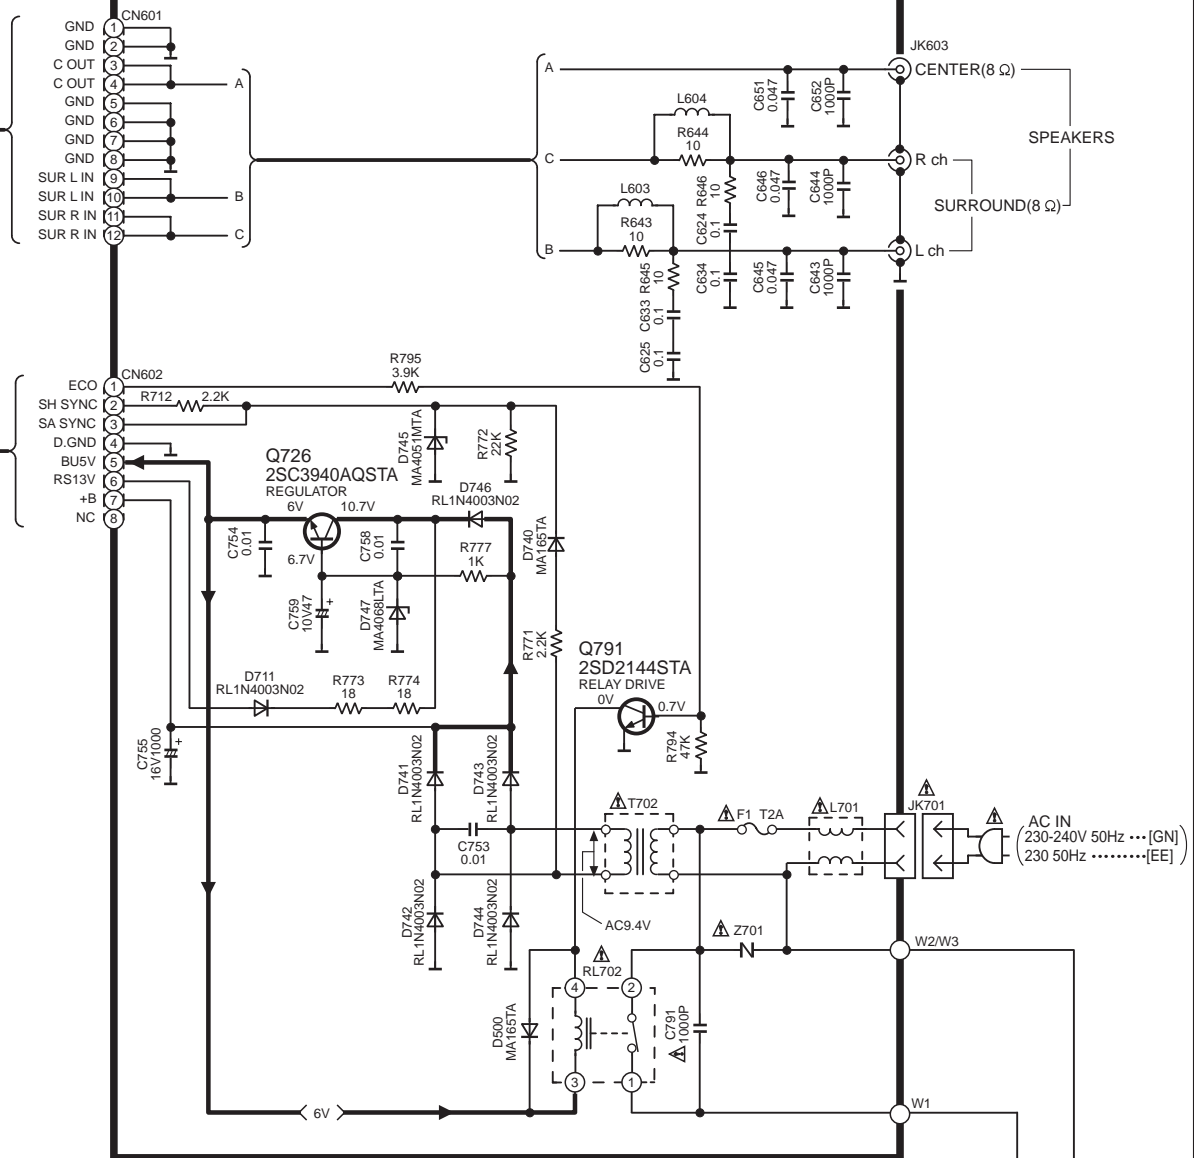 CN601
GND 1
GND 2
C OUT 3
C OUT 4
GND 5
GND 6
GND 7
GND 8
SUR L IN 9
SUR L IN 10
SUR R IN 11
SUR R IN 12
A
B
C
A
C
B
L604
R644
10
L603
R643
10
R646
10
C624
0.1
R645
10
C633
0.1
C625
0.1
C634
0.1
C651
0.047
C652
1000P
C646
0.047
C644
1000P
C645
0.047
C643
1000P
JK603
CENTER(8 Ω)
R ch
L ch
SURROUND(8 Ω)
SPEAKERS
CN602
ECO 1
SH SYNC 2
SA SYNC 3
D.GND 4
BU5V 5
RS13V 6
+B 7
NC 8
R712 2.2K
R795
3.9K
Q726
2SC3940AQSTA
REGULATOR
6V 10.7V
6.7V
D745
MA4051MTA
R772
22K
D746
RL1N4003N02
C754
0.01
C758
0.01
R777
1K
D740
MA165TA
C759
10V47
+
D747
MA4068LTA
R771
2.2K
D711
RL1N4003N02
R773
18
R774
18
Q791
2SD2144STA
RELAY DRIVE
0V 0.7V
R794
47K
C755
16V1000
+
D741
RL1N4003N02
D743
RL1N4003N02
C753
0.01
D742
RL1N4003N02
D744
RL1N4003N02
T702
F1 T2A
L701
JK701
AC IN
230-240V 50Hz ···[GN]
230 50Hz ·········[EE]
AC9.4V
Z701
W2/W3
RL702
4 2
3 1
D500
MA165TA
C791
1000P
6V
W1